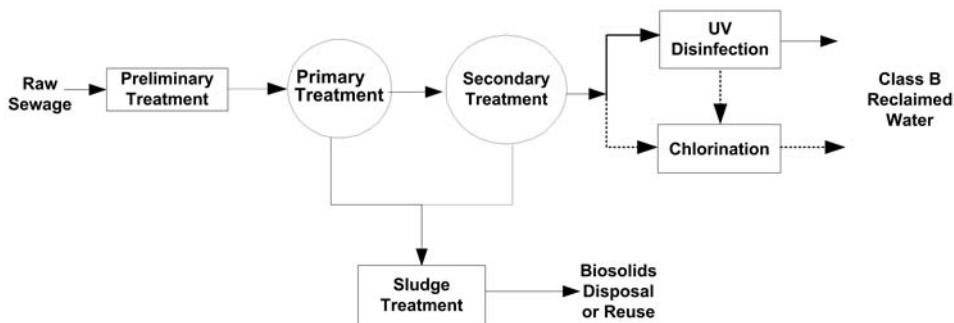 Raw
Sewage
Preliminary
Treatment
Primary
Treatment
Secondary
Treatment
UV
Disinfection
Chlorination
Class B
Reclaimed
Water
Sludge
Treatment
Biosolids
Disposal
or Reuse